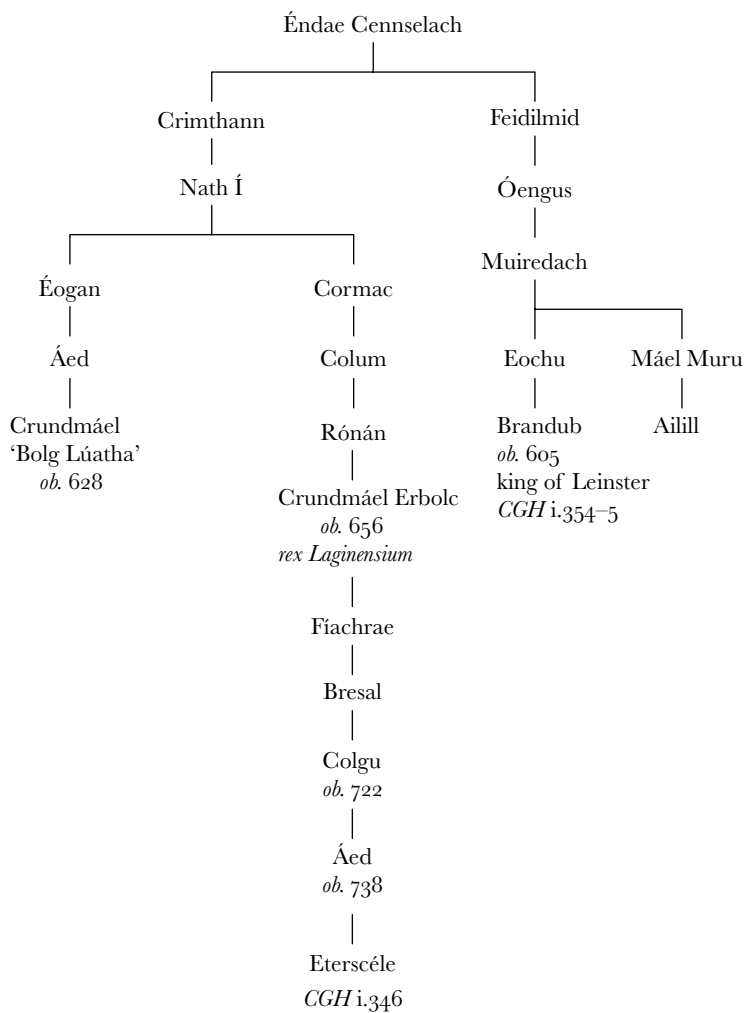 Éndae Cennselach
Crimthann
Feidilmid
Nath Í
Óengus
Muiredach
Éogan
Cormac
Áed
Colum
Eochu
Máel Muru
Crundmáel
‘Bolg Lúatha’
ob. 628
Rónán
Brandub
ob. 605
king of Leinster
CGH i.354–5
Ailill
Crundmáel Erbolc
ob. 656
rex Laginensium
Fíachrae
Bresal
Colgu
ob. 722
Áed
ob. 738
Eterscéle
CGH i.346